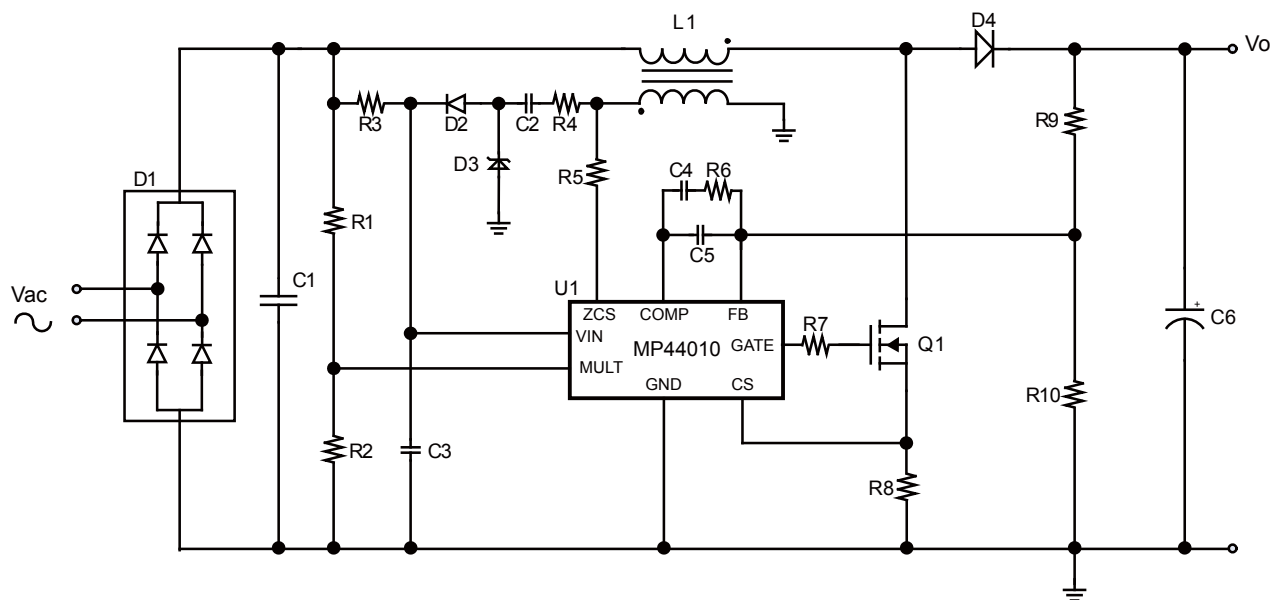 L1
D4
Vo
R3
D2
C2
R4
R9
D3
R5
C4
R6
D1
R1
C5
C1
U1
Vac
ZCS
COMP
FB
R7
VIN
MP44010
GATE
Q1
+
C6
MULT
GND
CS
R10
R2
C3
R8